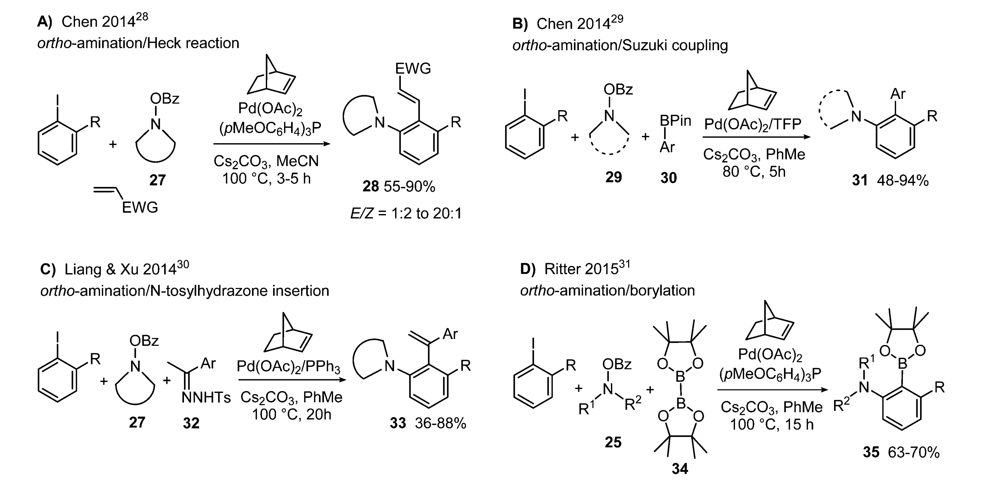 A) Chen 2014²⁸
ortho-amination/Heck reaction
I
R
+
OBz
N
27
EWG
Pd(OAc)₂
(pMeOC₆H₄)₃P
Cs₂CO₃, MeCN
100 °C, 3-5 h
EWG
N
R
28 55-90%
E/Z = 1:2 to 20:1
B) Chen 2014²⁹
ortho-amination/Suzuki coupling
I
R
+
OBz
N
29
+
BPin
Ar
30
Pd(OAc)₂/TFP
Cs₂CO₃, PhMe
80 °C, 5h
Ar
N
R
31 48-94%
C) Liang & Xu 2014³⁰
ortho-amination/N-tosylhydrazone insertion
I
R
+
OBz
N
27
+
Ar
NNHTs
32
Pd(OAc)₂/PPh₃
Cs₂CO₃, PhMe
100 °C, 20h
Ar
N
R
33 36-88%
D) Ritter 2015³¹
ortho-amination/borylation
I
R
+
OBz
N
R¹ R²
25
+
O O
B
B
O O
34
Pd(OAc)₂
(pMeOC₆H₄)₃P
Cs₂CO₃, PhMe
100 °C, 15 h
O O
R¹ B
N R
R²
35 63-70%